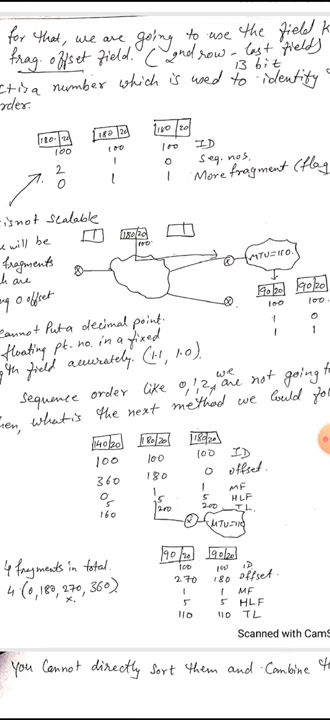 for that, we are going to use the field K
frag. offset field. (2nd row - last field)
13 bit
It is a number which is used to identity t
order.
180 20 180 20 180 20
100 100 100 ID
2 1 0 Seq. nos.
0 1 1 More fragment (flag
is not scalable
will be
fragments
are
0 offset
180 20
100
MTU=110.
90 20 90 20
100 100
1 0
1 1
cannot Put a decimal point.
floating pt. no. in a fixed
field accurately. (1.1, 1.0).
Sequence order like 0,1,2, we are not going t
what is the next method we could fol
140 20 180 20 180 20
100 100 100 ID
360 180 0 offset.
0 1 1 MF
5 5 5 HLF
160 200 200 TL.
MTU=110
90 20 90 20
4 fragments in total. 100 100 ID
4 (0, 180, 270, 360) 270 180 offset.
x. 1 1 MF
5 5 HLF
110 110 TL
Scanned with CamS
You Cannot directly sort them and Combine t